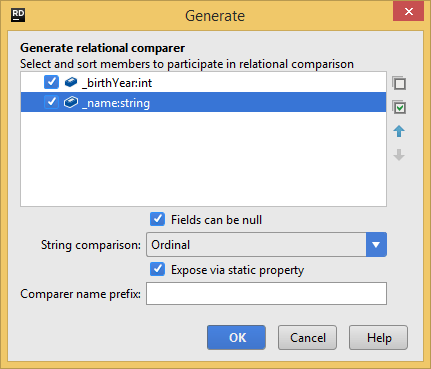 RD
Generate
Generate relational comparer
Select and sort members to participate in relational comparison
_birthYear:int
_name:string
Fields can be null
String comparison: Ordinal
Expose via static property
Comparer name prefix:
OK Cancel Help